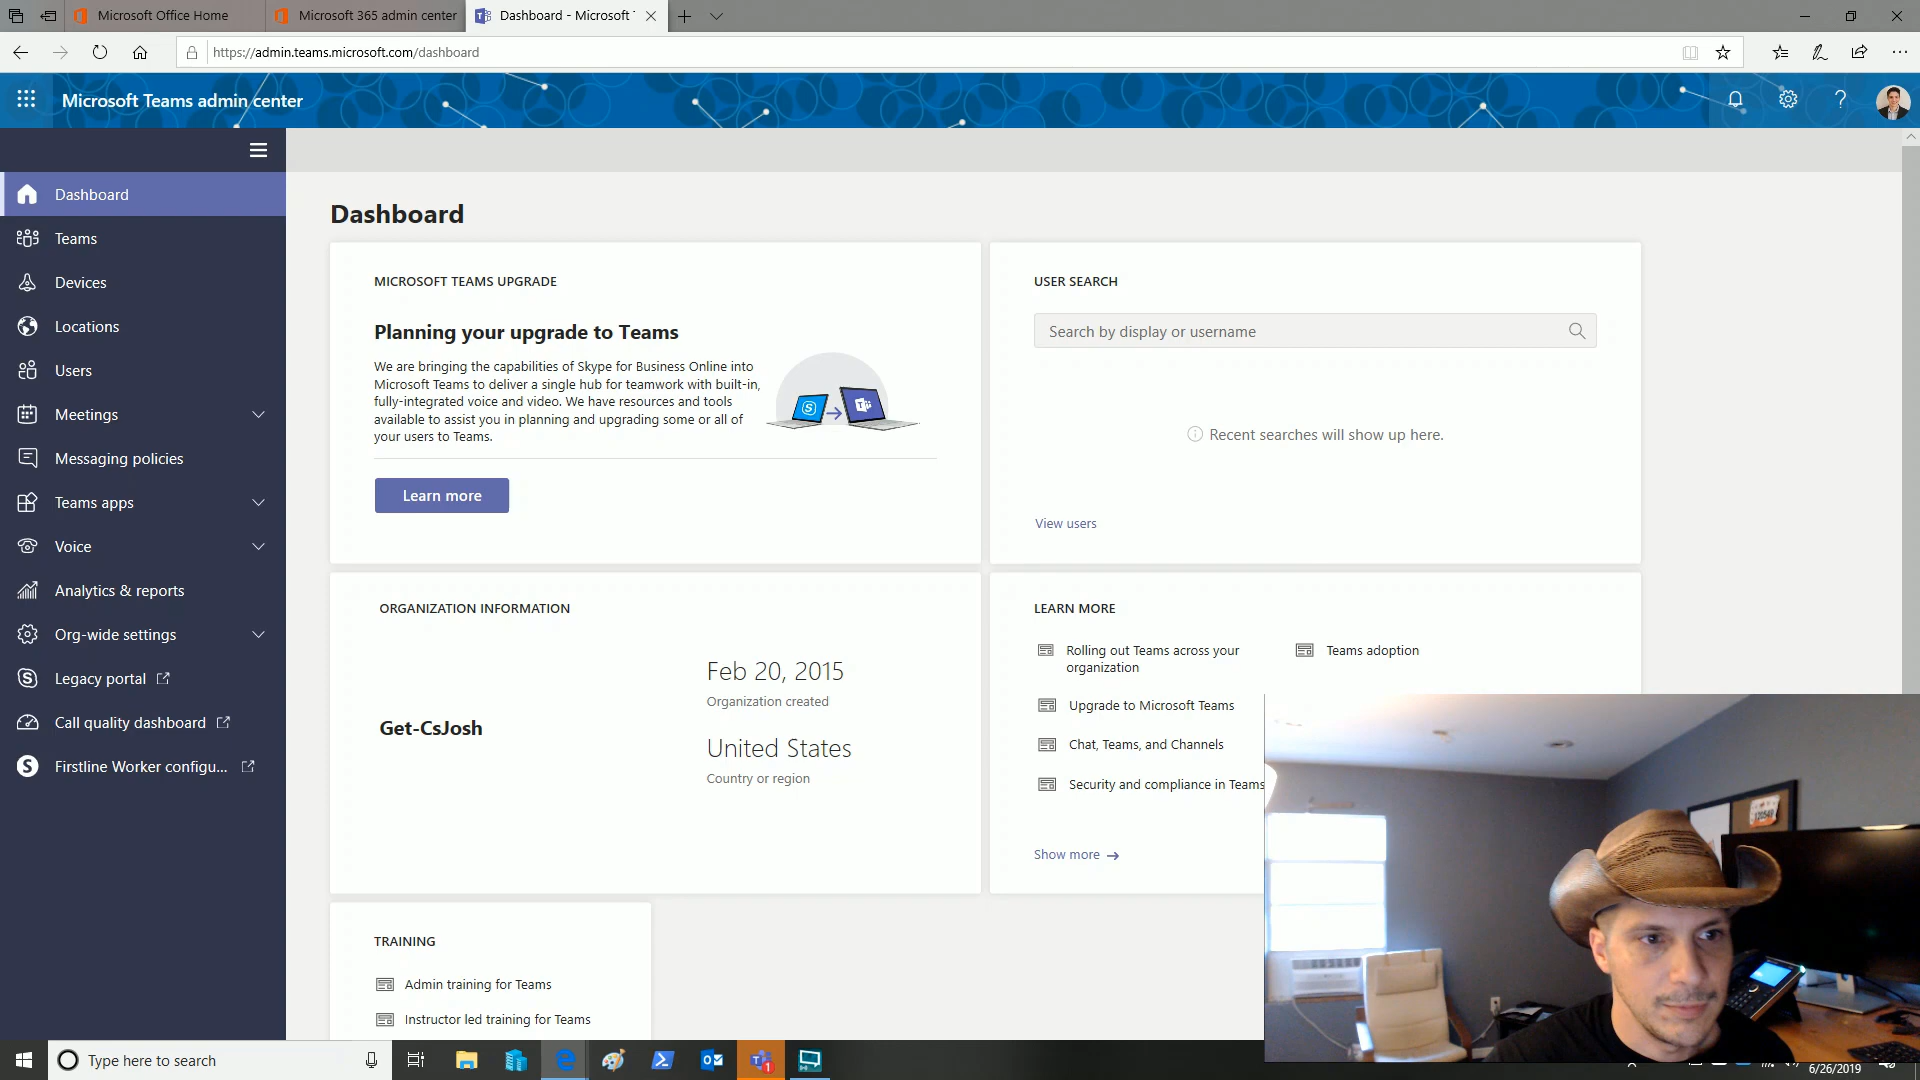 Microsoft Office Home
Microsoft 365 admin center
Dashboard - Microsoft
https://admin.teams.microsoft.com/dashboard
Microsoft Teams admin center
Dashboard
Teams
Devices
Locations
Users
Meetings
Messaging policies
Teams apps
Voice
Analytics & reports
Org-wide settings
Legacy portal
Call quality dashboard
Firstline Worker configu...
Dashboard
MICROSOFT TEAMS UPGRADE
Planning your upgrade to Teams
We are bringing the capabilities of Skype for Business Online into
Microsoft Teams to deliver a single hub for teamwork with built-in,
fully-integrated voice and video. We have resources and tools
available to assist you in planning and upgrading some or all of
your users to Teams.
Learn more
USER SEARCH
Search by display or username
Recent searches will show up here.
View users
ORGANIZATION INFORMATION
Get-CsJosh
Feb 20, 2015
Organization created
United States
Country or region
LEARN MORE
Rolling out Teams across your
organization
Teams adoption
Upgrade to Microsoft Teams
Chat, Teams, and Channels
Security and compliance in Teams
Show more
TRAINING
Admin training for Teams
Instructor led training for Teams
Type here to search
6/26/2019